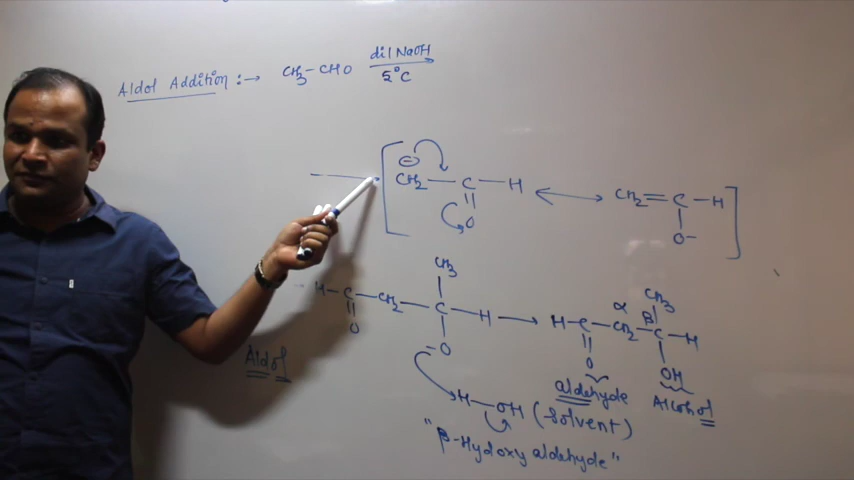 Aldol Addition :→ CH3 – CHO dil NaOH 5°C
⊖
CH2 — C — H ⟷ CH2 = C — H
O O–
CH3 CH3
H – C – CH2 – C – H → H – C – CH2 – C – H
α β
O –O O OH
aldehyde Alcohol
Aldol
H – OH (Solvent)
"β-Hydoxy aldehyde"